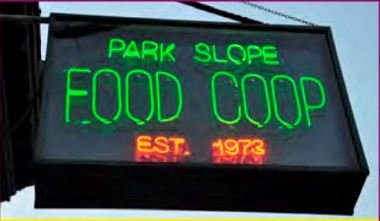 PARK SLOPE
FOOD COOP
EST. 1973